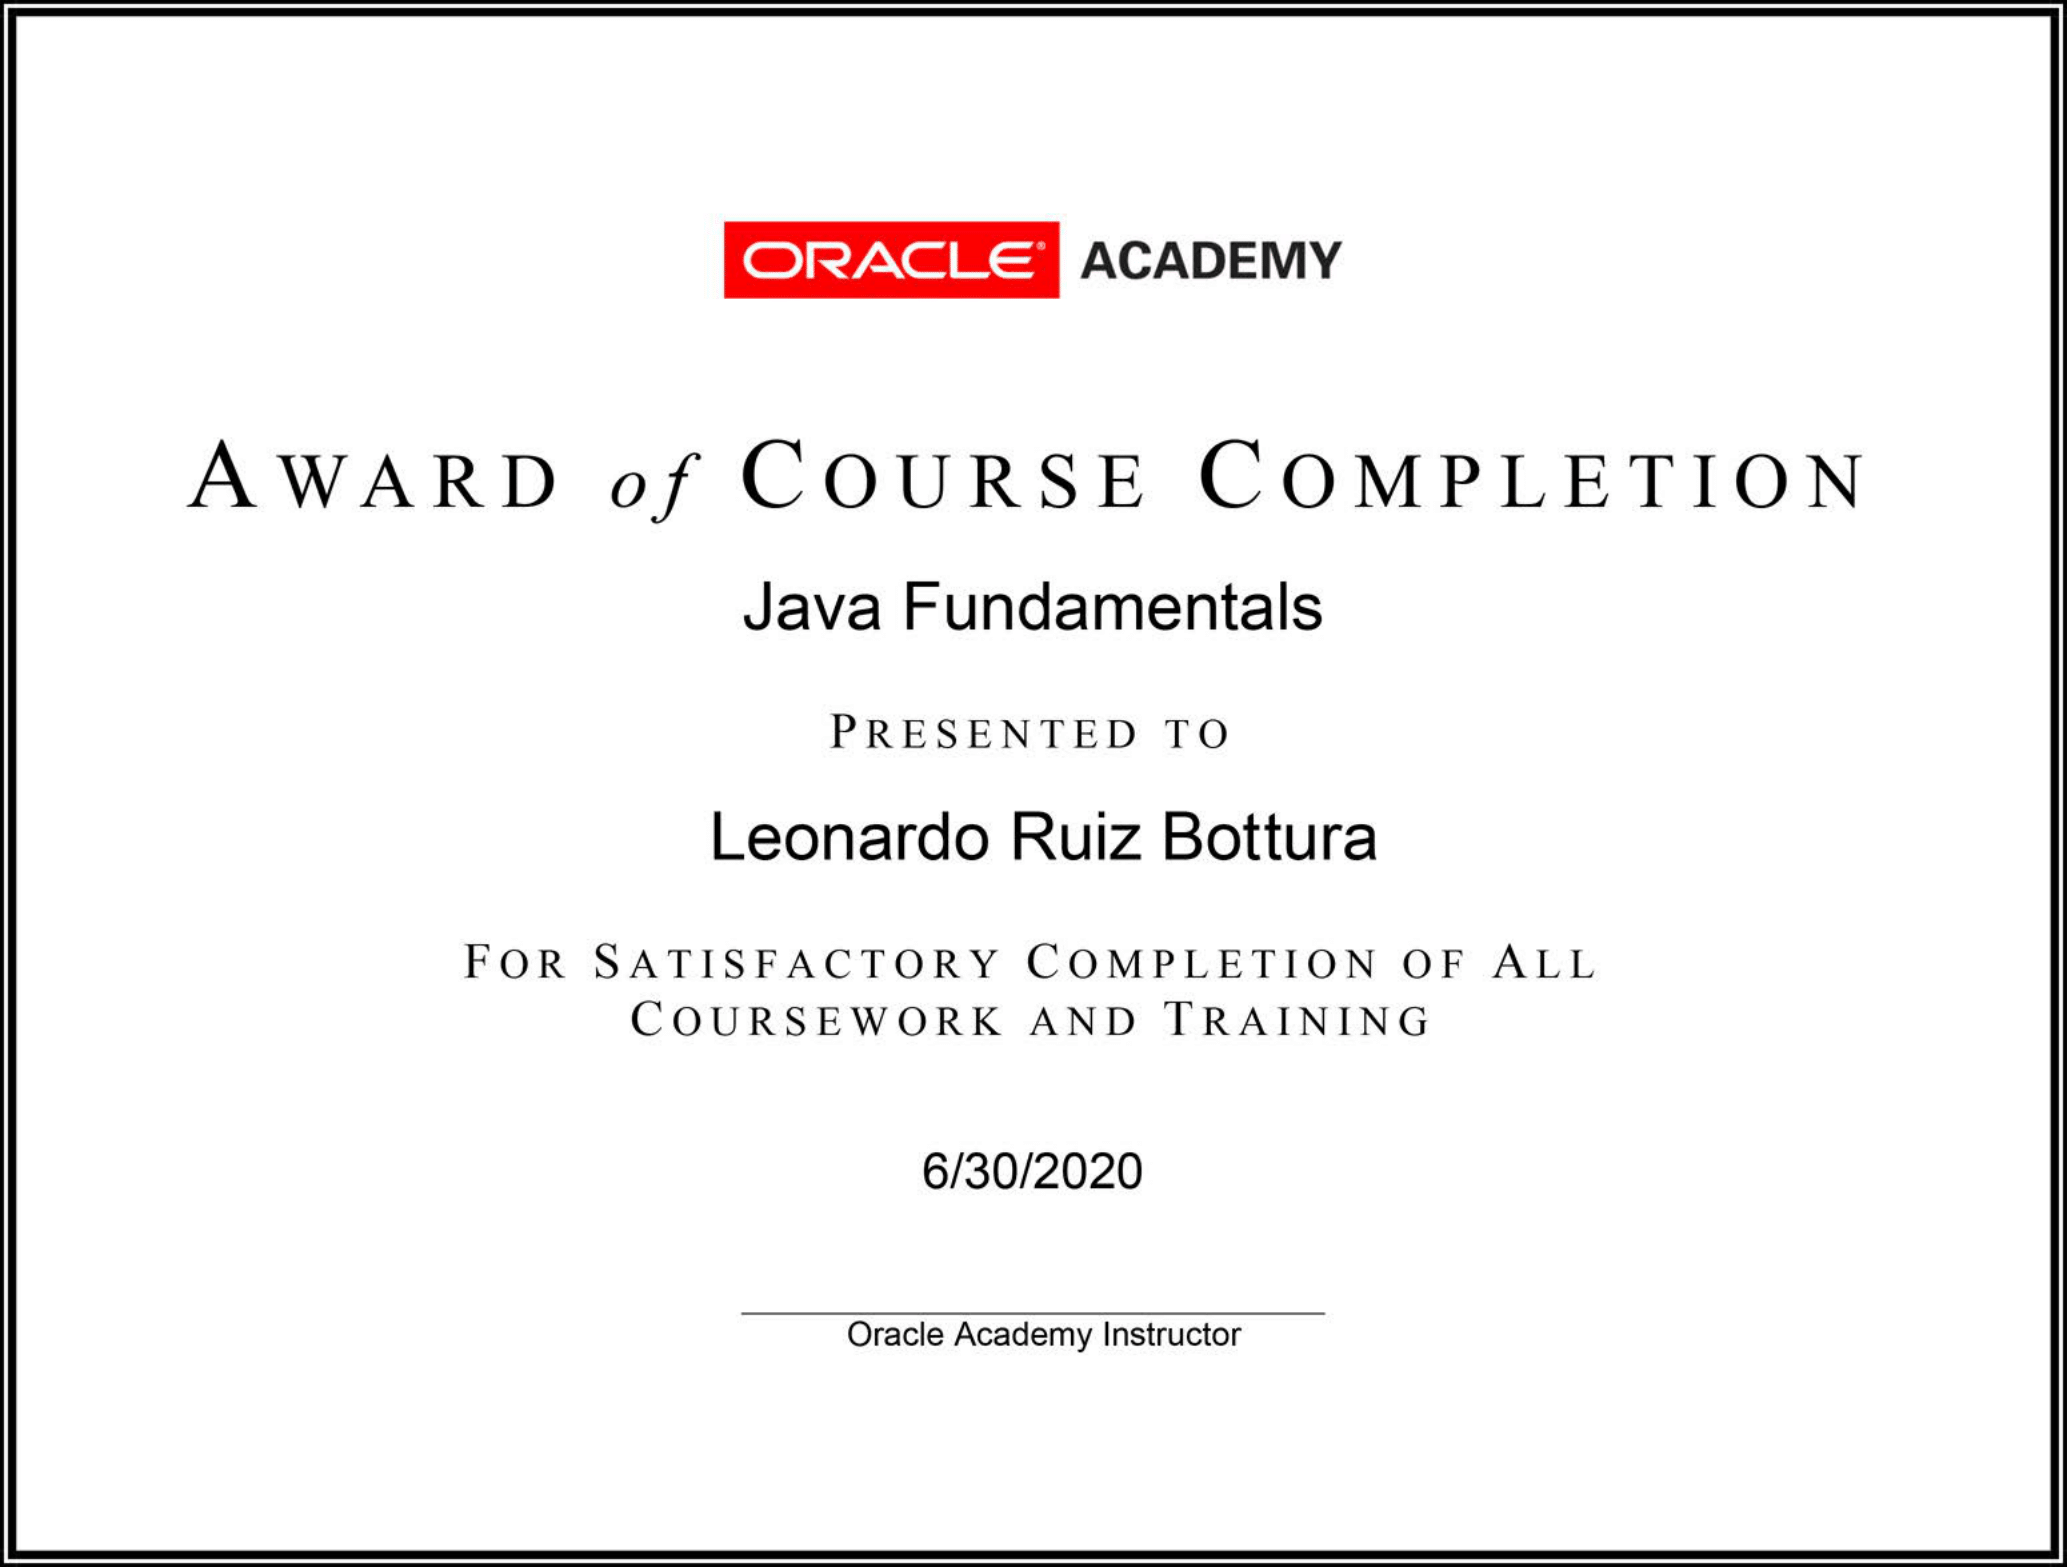 ORACLE® ACADEMY
AWARD of COURSE COMPLETION
Java Fundamentals
PRESENTED TO
Leonardo Ruiz Bottura
FOR SATISFACTORY COMPLETION OF ALL
COURSEWORK AND TRAINING
6/30/2020
Oracle Academy Instructor